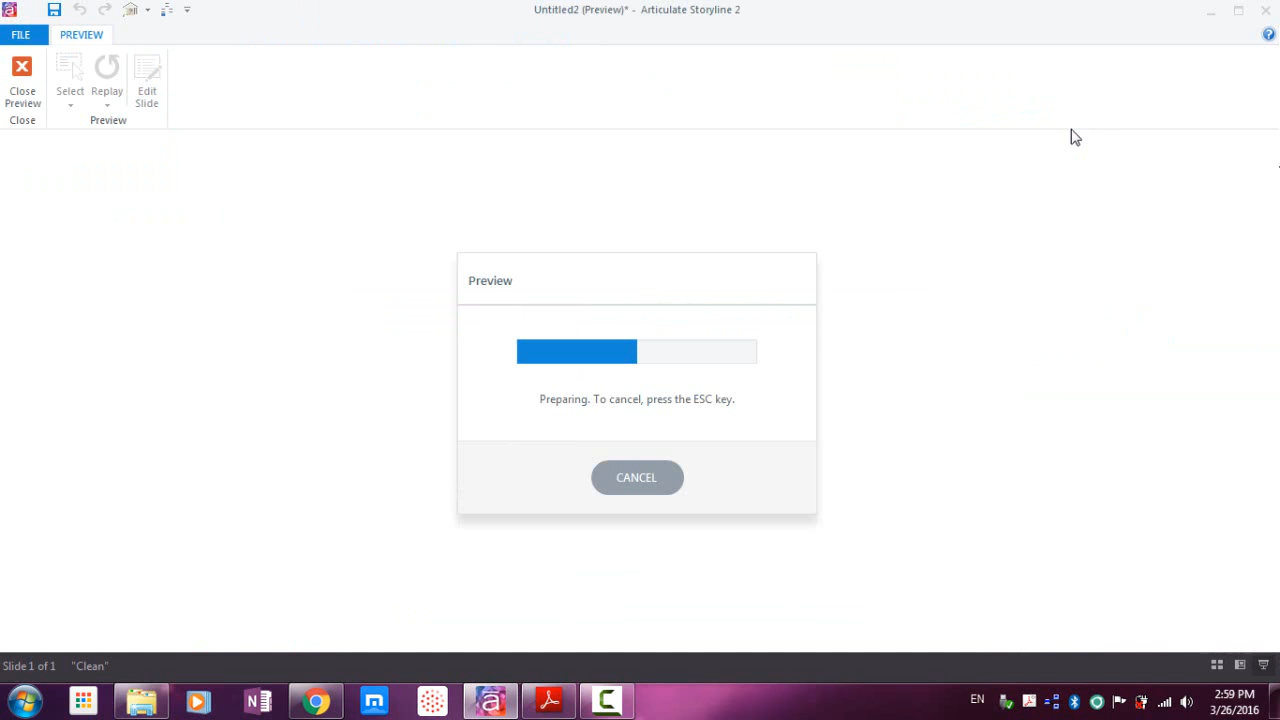 Untitled2 (Preview)* - Articulate Storyline 2
FILE
PREVIEW
Close Preview
Select
Replay
Edit Slide
Close
Preview
Preview
Preparing. To cancel, press the ESC key.
CANCEL
Slide 1 of 1
"Clean"
EN
2:59 PM
3/26/2016